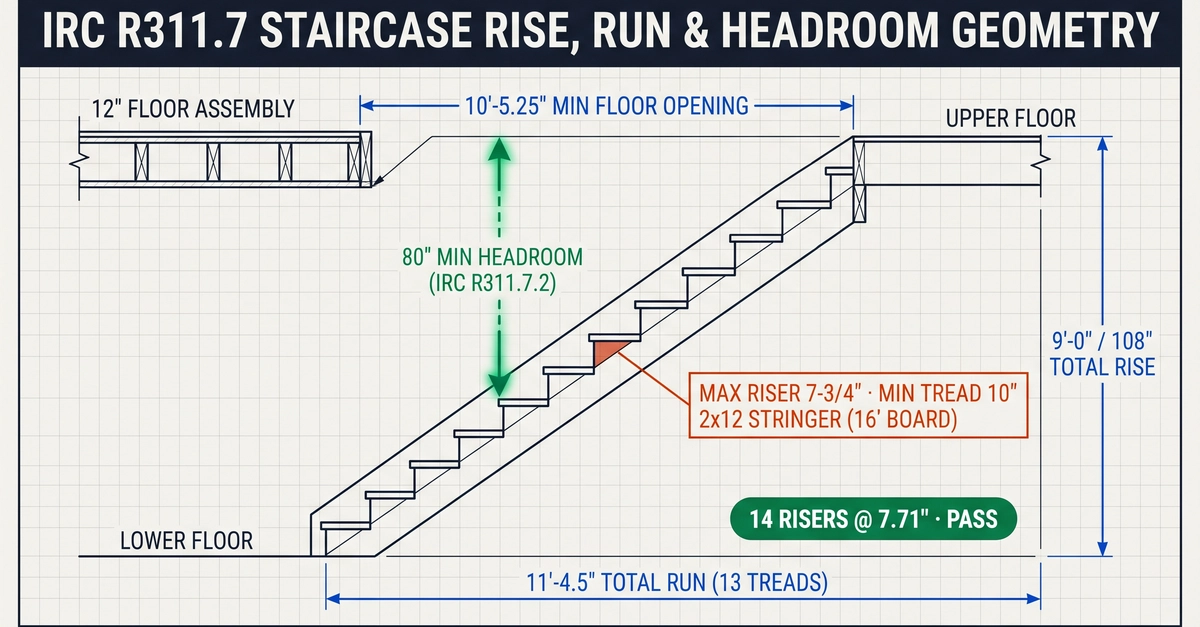 IRC R311.7 STAIRCASE RISE, RUN & HEADROOM GEOMETRY
12" FLOOR ASSEMBLY
10'-5.25" MIN FLOOR OPENING
UPPER FLOOR
80" MIN HEADROOM
(IRC R311.7.2)
9'-0" / 108"
TOTAL RISE
MAX RISER 7-3/4" · MIN TREAD 10"
2x12 STRINGER (16' BOARD)
14 RISERS @ 7.71" · PASS
LOWER FLOOR
11'-4.5" TOTAL RUN (13 TREADS)